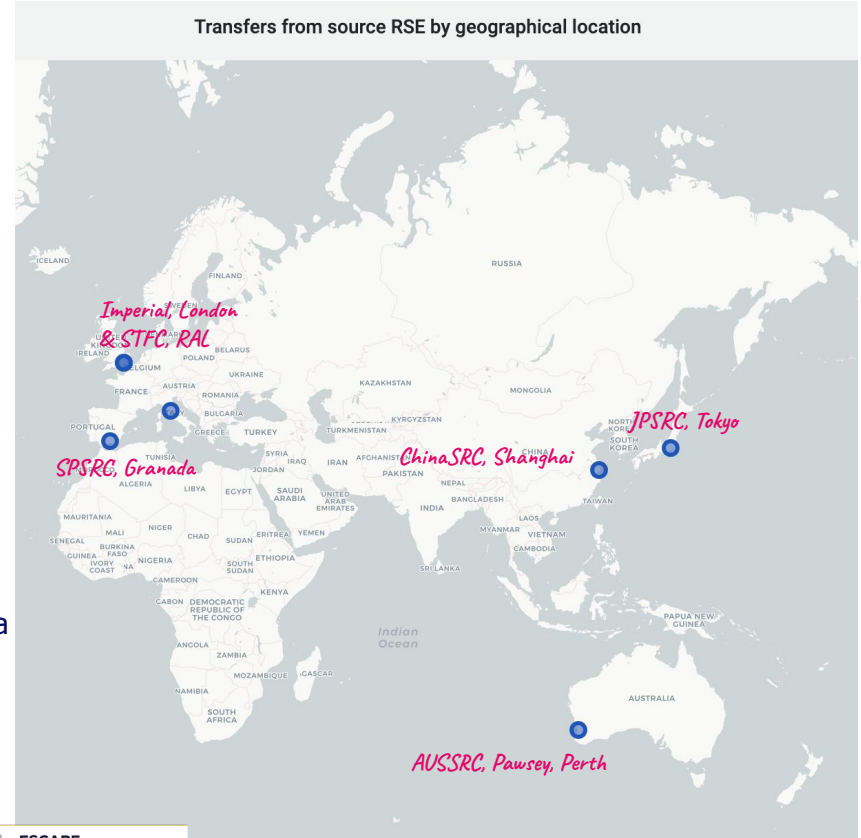 Transfers from source RSE by geographical location
ICELAND
RUSSIA
FINLAND
SWEDEN
Imperial, London
& STFC, RAL
IRELAND
BELARUS
POLAND
UKRAINE
FRANCE
AUSTRIA
ROMANIA
KAZAKHSTAN
MONGOLIA
BULGARIA
PORTUGAL
GREECE
TURKEY
KYRGYZSTAN
TURKMENISTAN
SOUTH
KOREA
JPSRC, Tokyo
SPSRC, Granada
TUNISIA
SYRIA
IRAQ
JORDAN
IRAN
PAKISTAN
ChinaSRC, Shanghai
CHINA
NEPAL
ALGERIA
LIBYA
EGYPT
SAUDI
ARABIA
UNITED
ARAB
EMIRATES
INDIA
BANGLADESH
TAIWAN
MAURITANIA
MALI
NIGER
CHAD
SUDAN
ERITREA
YEMEN
MYANMAR
LAOS
VIETNAM
CAMBODIA
SENEGAL
GUINEA
BURKINA
FASO
IVORY
COAST
NIGERIA
SOUTH
SUDAN
ETHIOPIA
SRI LANKA
CAMEROON
KENYA
GABON
DEMOCRATIC
REPUBLIC OF
THE CONGO
PAPUA NEW
GUINEA
a
Indian
Ocean
ANGOLA
ZAMBIA
MOZAMBIQUE
GASCAR
NAMIBIA
AUSTRALIA
SOUTH
AFRICA
AUSSRC, Pawsey, Perth
ESCAPE